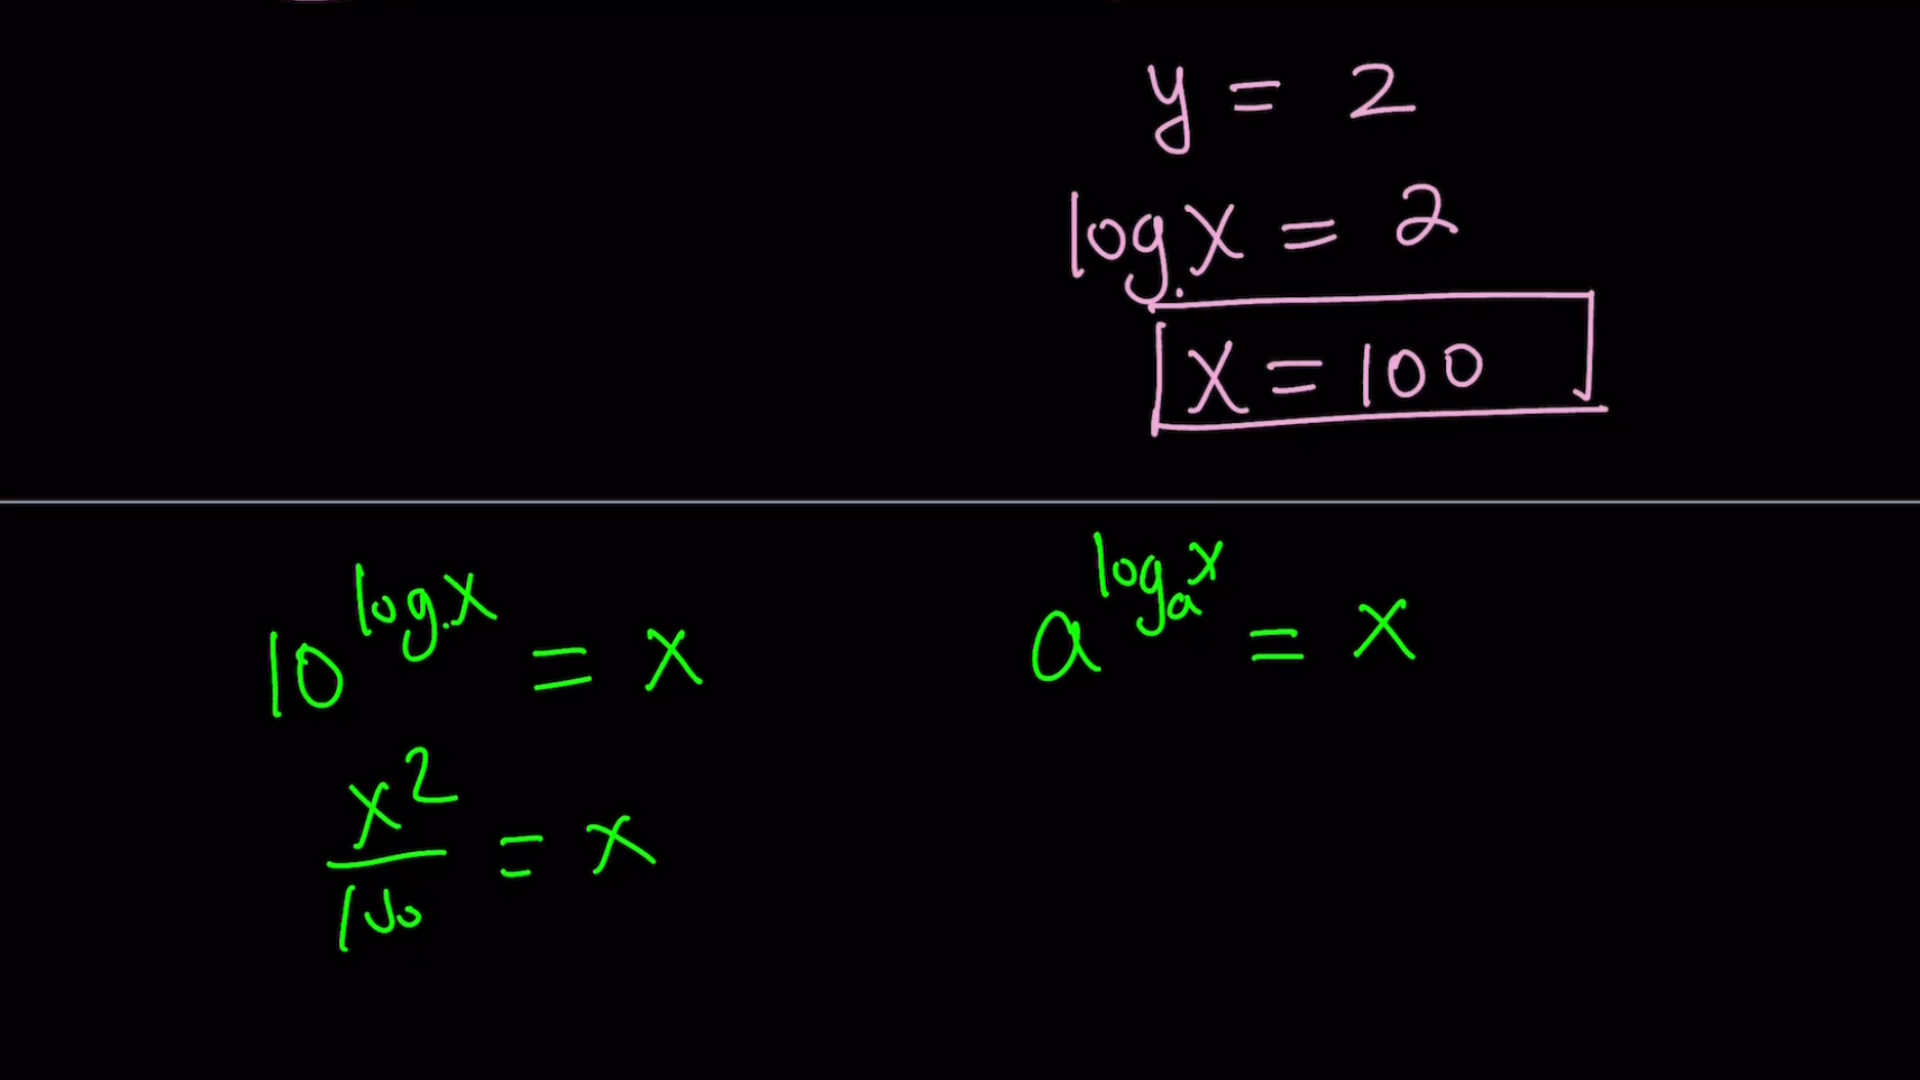 y = 2
log x = 2
x = 100
10^{log x} = x
a^{log_a x} = x
x^2/100 = x